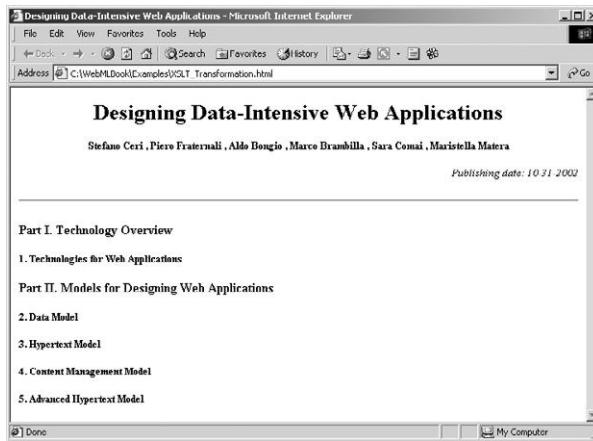 Designing Data-Intensive Web Applications - Microsoft Internet Explorer
File Edit View Favorites Tools Help
Back Search Favorites History
Address C:\WebMLBook\Examples\XSLT_Transformation.html Go
Designing Data-Intensive Web Applications
Stefano Ceri , Piero Fraternali , Aldo Bongio , Marco Brambilla , Sara Comai , Maristella Matera
Publishing date: 10-31-2002
Part I. Technology Overview
1. Technologies for Web Applications
Part II. Models for Designing Web Applications
2. Data Model
3. Hypertext Model
4. Content Management Model
5. Advanced Hypertext Model
Done My Computer